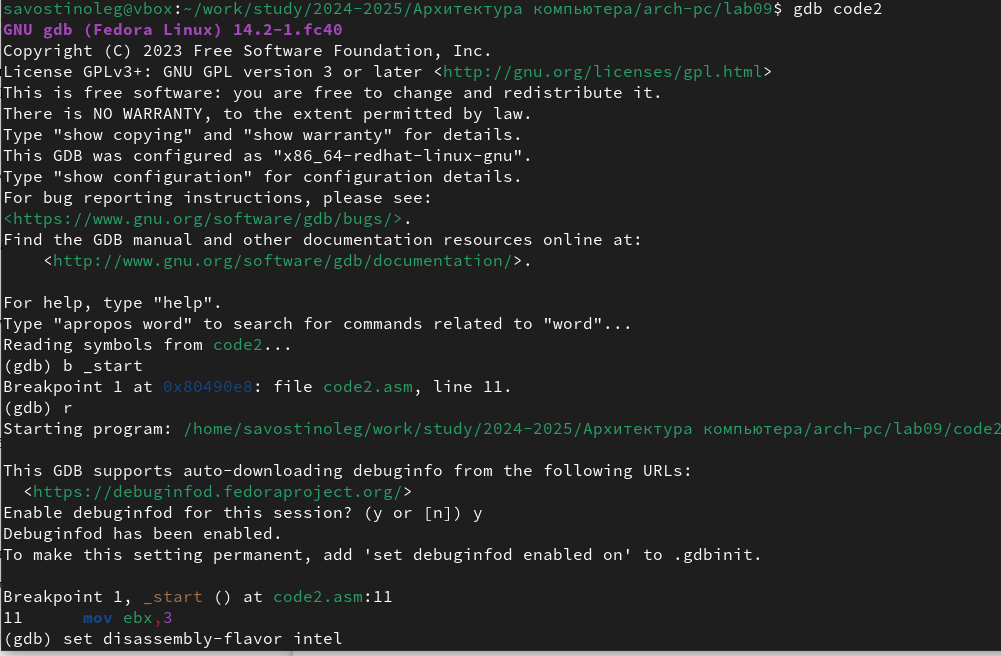 savostinoleg@vbox:~/work/study/2024-2025/Архитектура компьютера/arch-pc/lab09$ gdb code2
GNU gdb (Fedora Linux) 14.2-1.fc40
Copyright (C) 2023 Free Software Foundation, Inc.
License GPLv3+: GNU GPL version 3 or later <http://gnu.org/licenses/gpl.html>
This is free software: you are free to change and redistribute it.
There is NO WARRANTY, to the extent permitted by law.
Type "show copying" and "show warranty" for details.
This GDB was configured as "x86_64-redhat-linux-gnu".
Type "show configuration" for configuration details.
For bug reporting instructions, please see:
<https://www.gnu.org/software/gdb/bugs/>.
Find the GDB manual and other documentation resources online at:
    <http://www.gnu.org/software/gdb/documentation/>.

For help, type "help".
Type "apropos word" to search for commands related to "word"...
Reading symbols from code2...
(gdb) b _start
Breakpoint 1 at 0x80490e8: file code2.asm, line 11.
(gdb) r
Starting program: /home/savostinoleg/work/study/2024-2025/Архитектура компьютера/arch-pc/lab09/code2

This GDB supports auto-downloading debuginfo from the following URLs:
  <https://debuginfod.fedoraproject.org/>
Enable debuginfod for this session? (y or [n]) y
Debuginfod has been enabled.
To make this setting permanent, add 'set debuginfod enabled on' to .gdbinit.

Breakpoint 1, _start () at code2.asm:11
11      mov ebx,3
(gdb) set disassembly-flavor intel